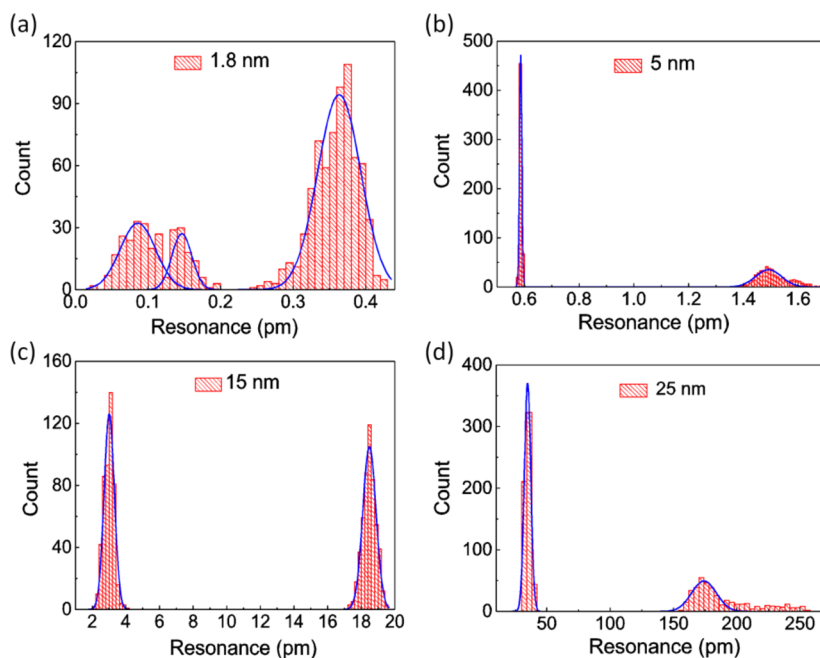 (a)
1.8 nm
120
90
60
30
0
Count
0.0 0.1 0.2 0.3 0.4
Resonance (pm)
(b)
5 nm
500
400
300
200
100
0
Count
0.6 0.8 1.0 1.2 1.4 1.6
Resonance (pm)
(c)
15 nm
160
120
80
40
0
Count
2 4 6 8 10 12 14 16 18 20
Resonance (pm)
(d)
25 nm
400
300
200
100
0
Count
50 100 150 200 250
Resonance (pm)